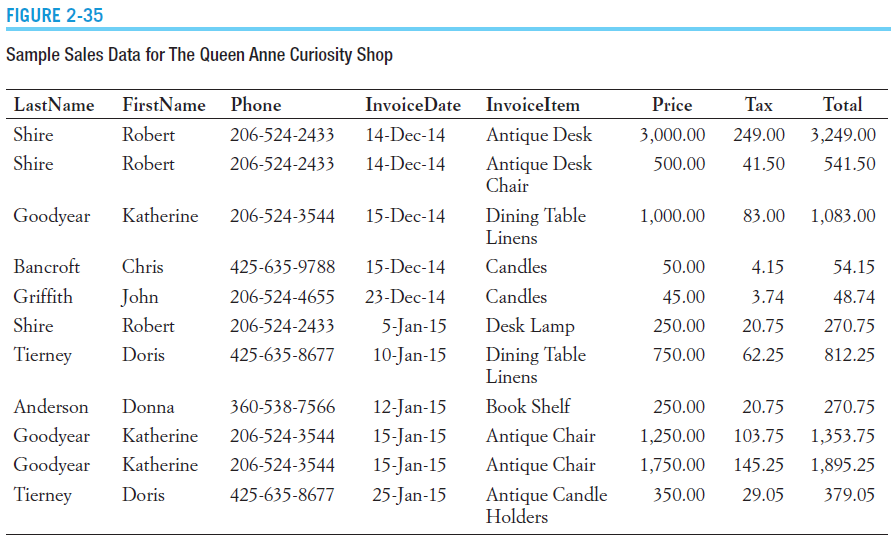 FIGURE 2-35
Sample Sales Data for The Queen Anne Curiosity Shop
LastName FirstName Phone InvoiceDate InvoiceItem Price Tax Total
Shire Robert 206-524-2433 14-Dec-14 Antique Desk 3,000.00 249.00 3,249.00
Shire Robert 206-524-2433 14-Dec-14 Antique Desk 500.00 41.50 541.50
Chair
Goodyear Katherine 206-524-3544 15-Dec-14 Dining Table 1,000.00 83.00 1,083.00
Linens
Bancroft Chris 425-635-9788 15-Dec-14 Candles 50.00 4.15 54.15
Griffith John 206-524-4655 23-Dec-14 Candles 45.00 3.74 48.74
Shire Robert 206-524-2433 5-Jan-15 Desk Lamp 250.00 20.75 270.75
Tierney Doris 425-635-8677 10-Jan-15 Dining Table 750.00 62.25 812.25
Linens
Anderson Donna 360-538-7566 12-Jan-15 Book Shelf 250.00 20.75 270.75
Goodyear Katherine 206-524-3544 15-Jan-15 Antique Chair 1,250.00 103.75 1,353.75
Goodyear Katherine 206-524-3544 15-Jan-15 Antique Chair 1,750.00 145.25 1,895.25
Tierney Doris 425-635-8677 25-Jan-15 Antique Candle 350.00 29.05 379.05
Holders